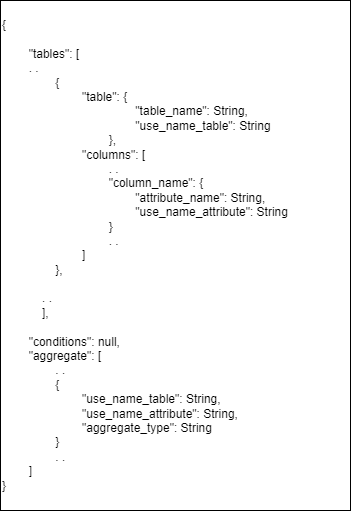 {
"tables": [
. .
{
"table": {
"table_name": String,
"use_name_table": String
},
"columns": [
. .
"column_name": {
"attribute_name": String,
"use_name_attribute": String
}
. .
]
},
. .
],
"conditions": null,
"aggregate": [
. .
{
"use_name_table": String,
"use_name_attribute": String,
"aggregate_type": String
}
. .
]
}